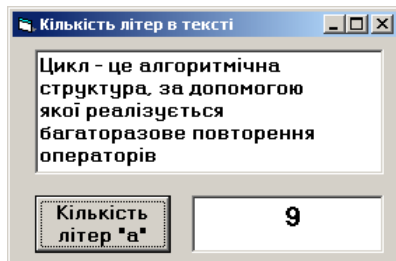 Кількість літер в тексті
Цикл - це алгоритмічна
структура, за допомогою
якої реалізується
багаторазове повторення
операторів
Кількість
літер "а"
9